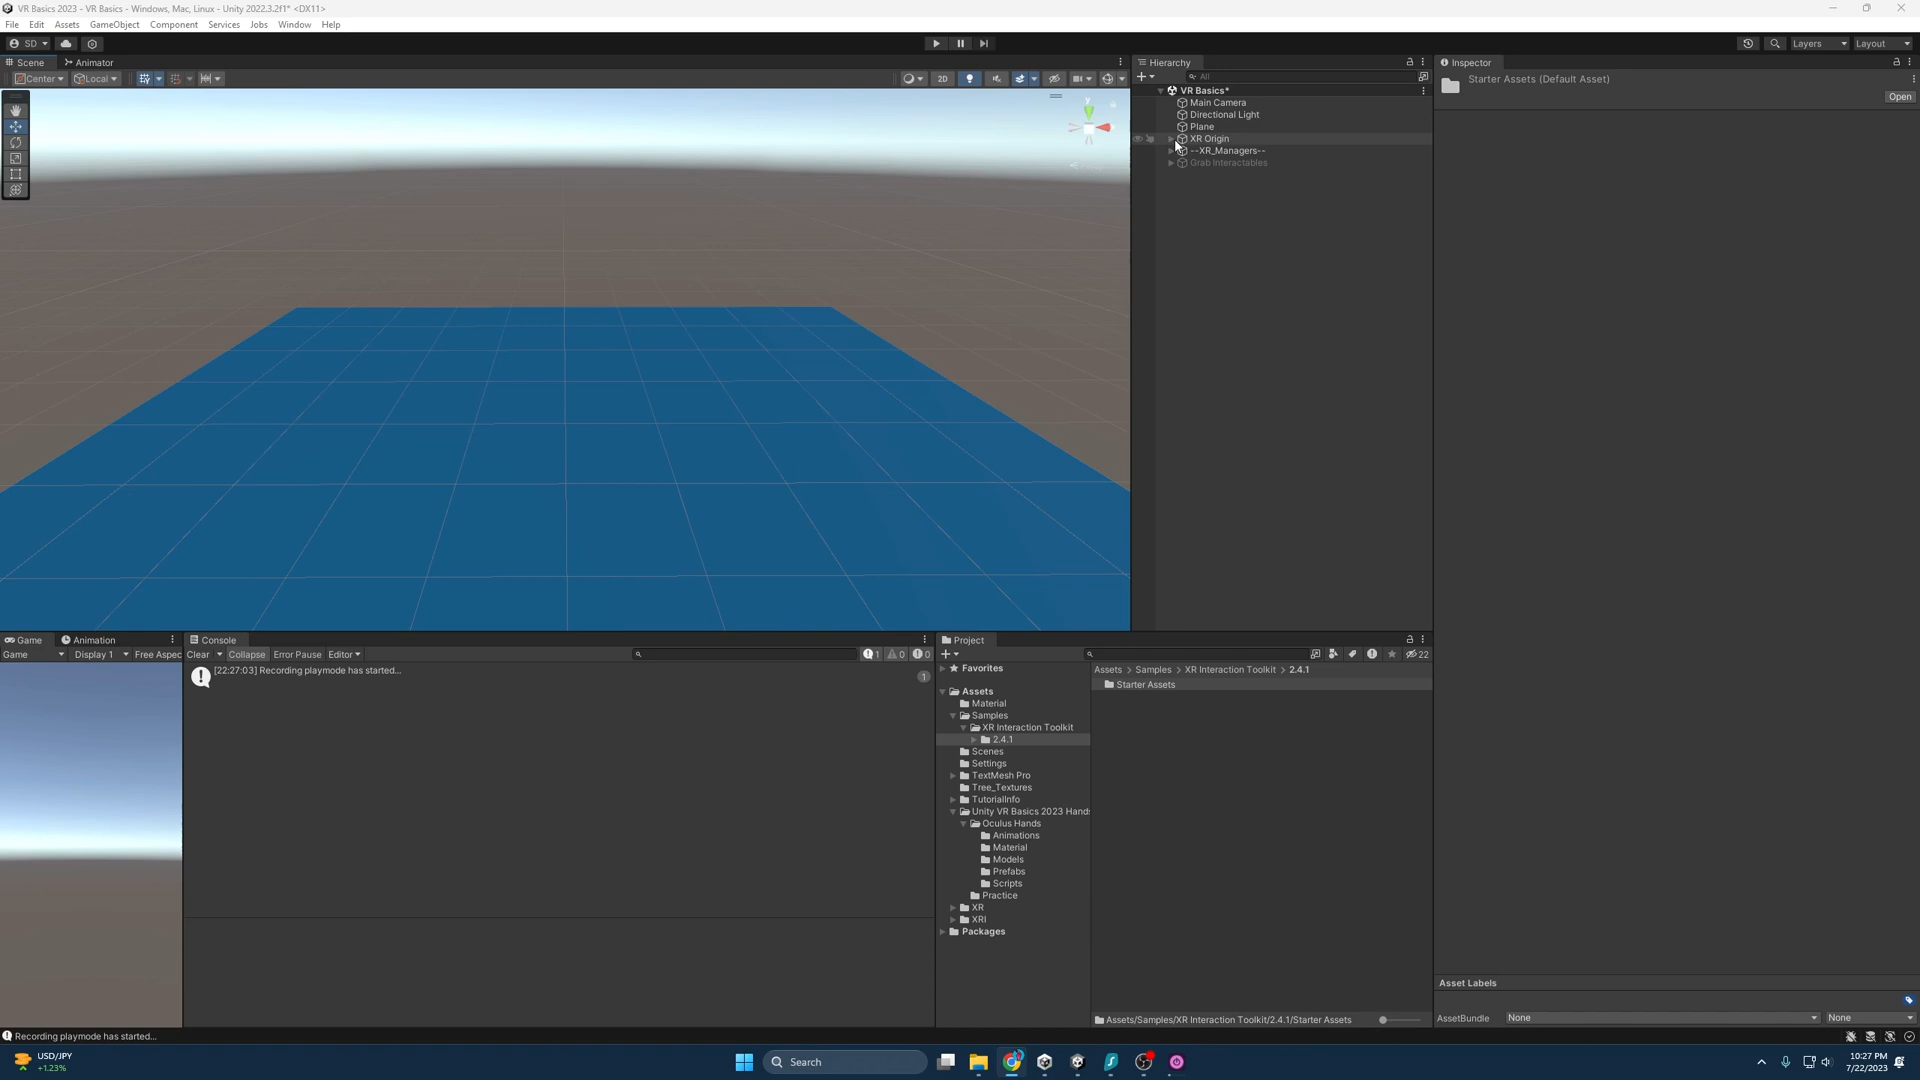 VR Basics 2023 - VR Basics - Windows, Mac, Linux - Unity 2022.3.2f1* <DX11>
File Edit Assets GameObject Component Services Jobs Window Help
SD
Layers
Layout
Scene Animator
Center Local
2D
Hierarchy
All
VR Basics*
Main Camera
Directional Light
Plane
XR Origin
--XR_Managers--
Grab Interactables
Inspector
Starter Assets (Default Asset)
Open
y
Game Animation
Game Display 1 Free Aspec
Console
Clear Collapse Error Pause Editor
1 0 0
[22:27:03] Recording playmode has started...
1
Project
22
Favorites
Assets
Material
Samples
XR Interaction Toolkit
2.4.1
Scenes
Settings
TextMesh Pro
Tree_Textures
TutorialInfo
Unity VR Basics 2023 Hands
Oculus Hands
Animations
Material
Models
Prefabs
Scripts
Practice
XR
XRI
Packages
Assets > Samples > XR Interaction Toolkit > 2.4.1
Starter Assets
Assets/Samples/XR Interaction Toolkit/2.4.1/Starter Assets
Asset Labels
AssetBundle None None
Recording playmode has started...
USD/JPY
+1.23%
Search
10:27 PM
7/22/2023